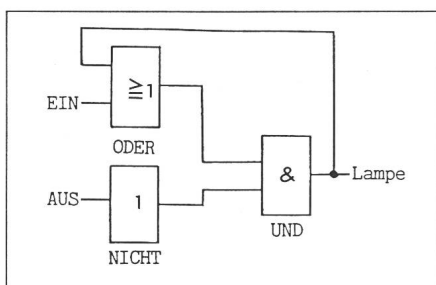 ≧1
EIN
ODER
&
Lampe
AUS
1
UND
NICHT